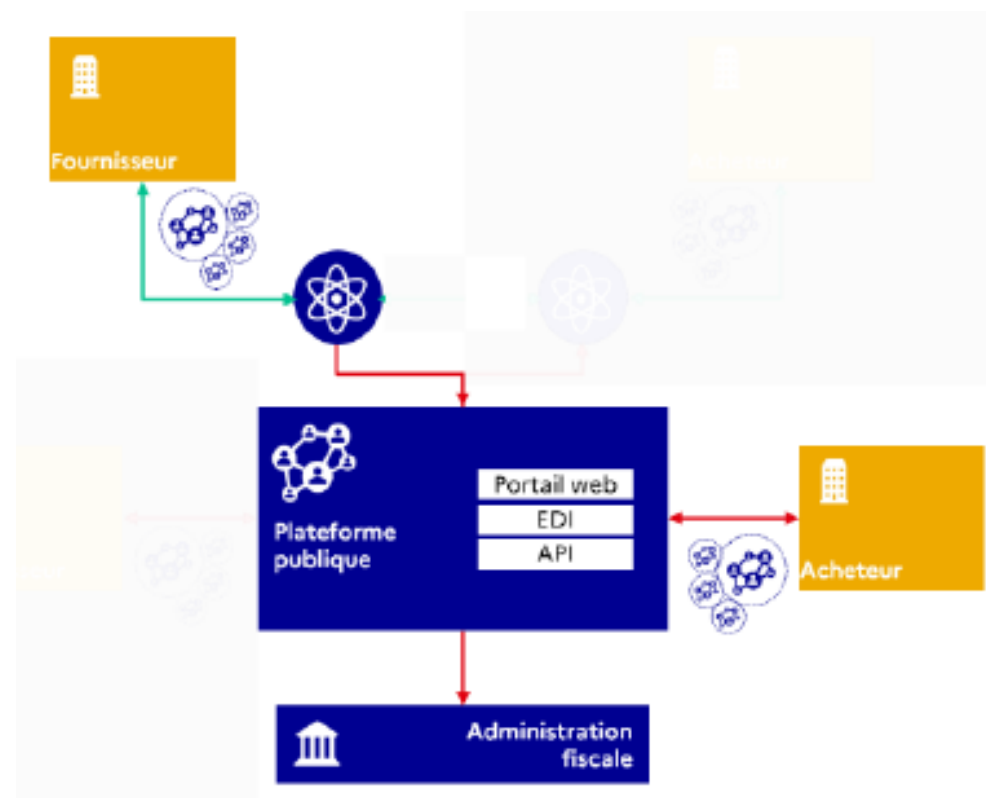 Fournisseur
Plateforme
publique
Portail web
EDI
API
Acheteur
Administration
fiscale